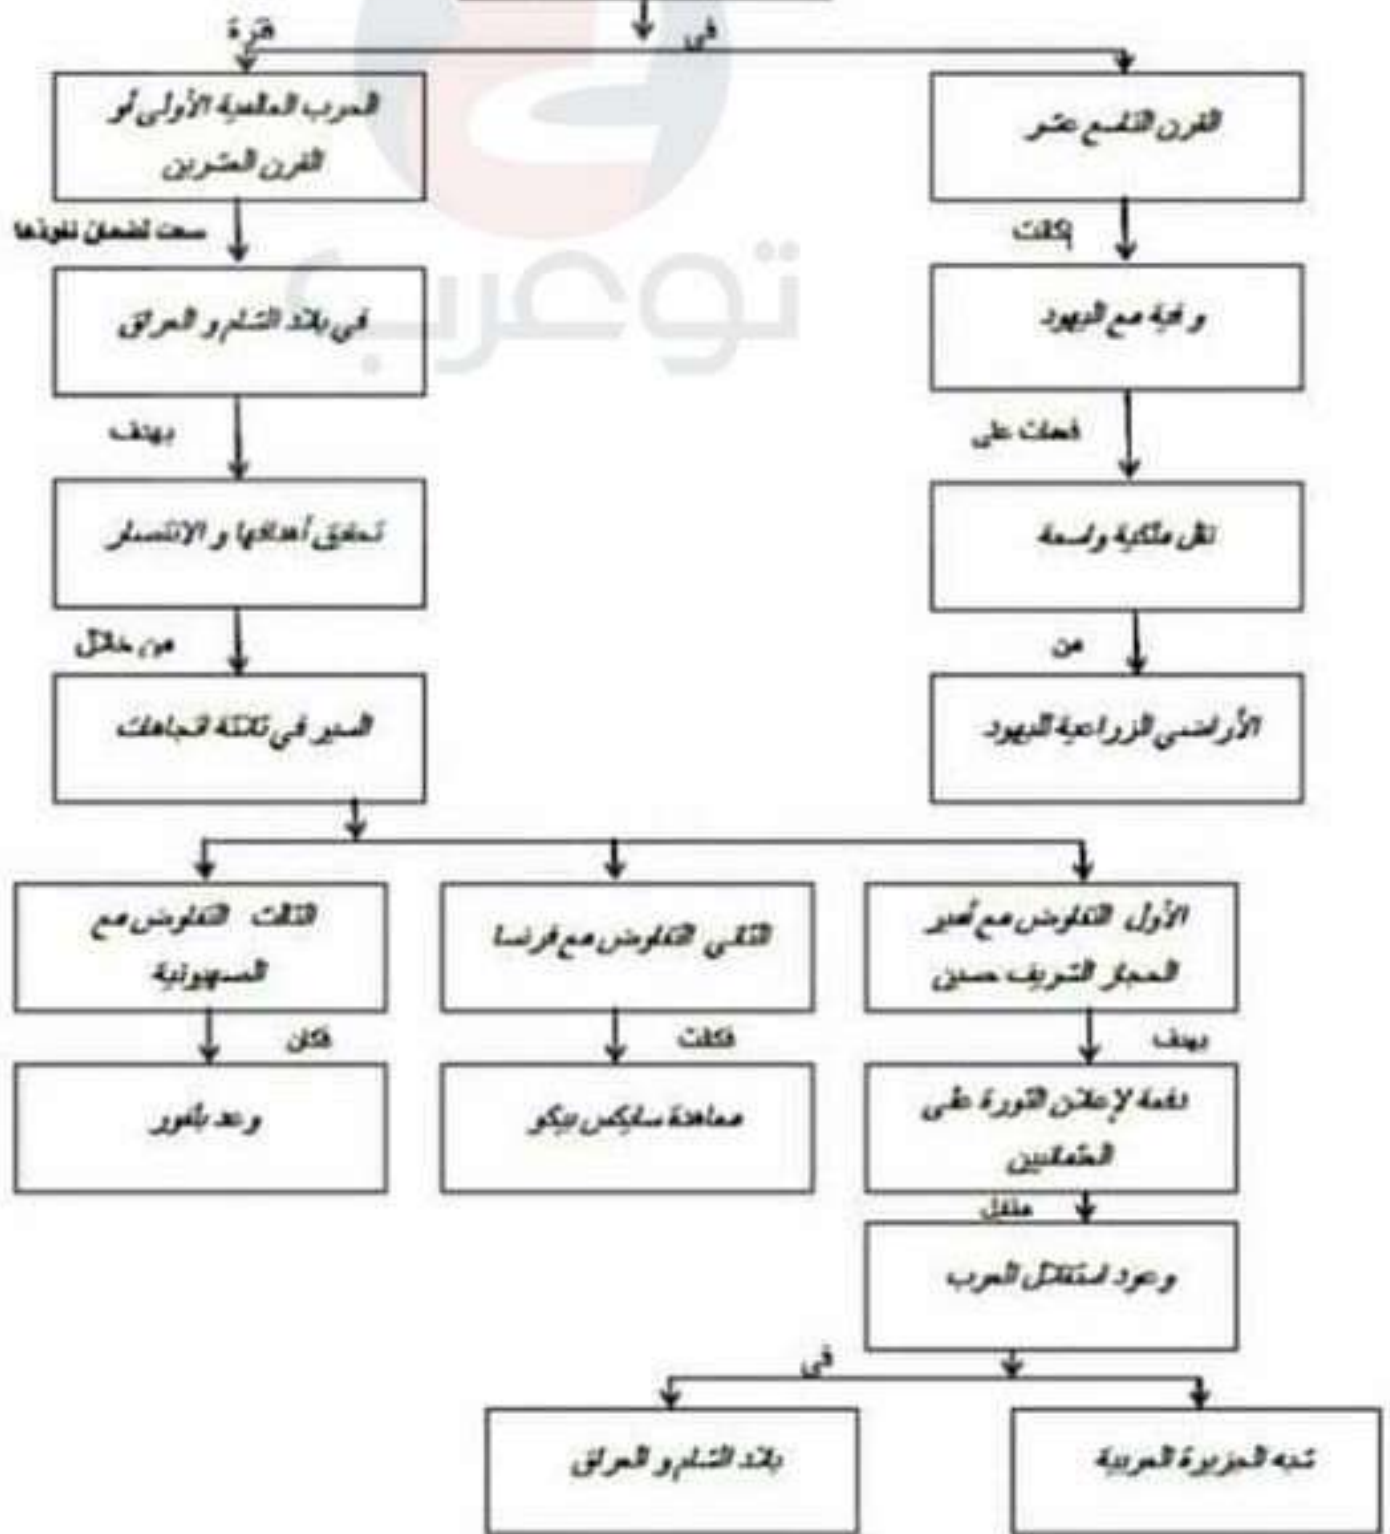 في
فترة
القرن التاسع عشر
الحرب العالمية الأولى أو
القرن العشرين
كانت
سعت لضمان نفوذها
وفية مع اليهود
في بلاد الشام و العراق
فعملت على
بهدف
نقل ملكية واسعة
تحقيق أهدافها و الانتصار
من
من خلال
الأراضي الزراعية لليهود
السير في ثلاثة اتجاهات
الأول التفاوض مع أمير
الحجاز الشريف حسين
الثاني التفاوض مع فرنسا
الثالث التفاوض مع
الصهيونية
بهدف
فكانت
فكان
دفعة لإعلان الثورة على
العثمانيين
معاهدة سايكس بيكو
وعد بلفور
مقابل
وعود استقلال العرب
في
شبه الجزيرة العربية
بلاد الشام و العراق
توعرب